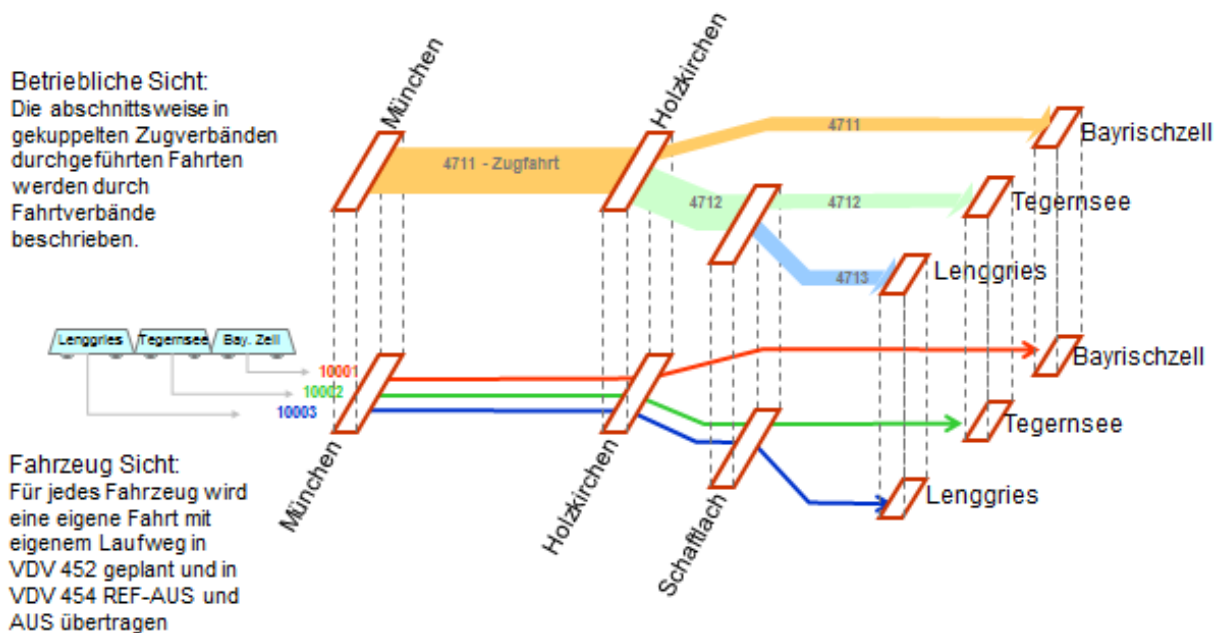 Betriebliche Sicht:
Die abschnittsweise in
gekuppelten Zugverbänden
durchgeführten Fahrten
werden durch
Fahrtverbände
beschrieben.
München
Holzkirchen
4711 - Zugfahrt
4711
Bayrischzell
4712
4712
Tegernsee
4713
Lenggries
Lenggries
Tegernsee
Bay. Zell
10001
10002
10003
Bayrischzell
Tegernsee
Lenggries
München
Holzkirchen
Schaftlach
Fahrzeug Sicht:
Für jedes Fahrzeug wird
eine eigene Fahrt mit
eigenem Laufweg in
VDV 452 geplant und in
VDV 454 REF-AUS und
AUS übertragen